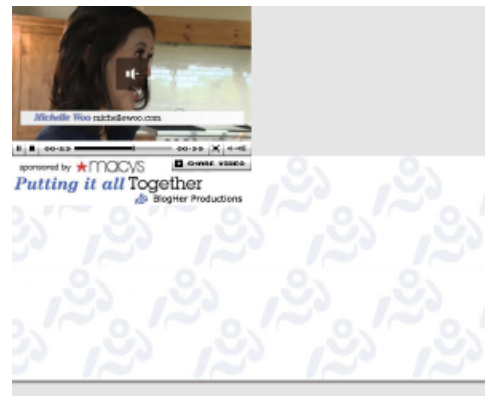 Michelle Woo michellewoo.com
sponsored by ★macys
SHARE VIDEO
Putting it all Together
BlogHer Productions